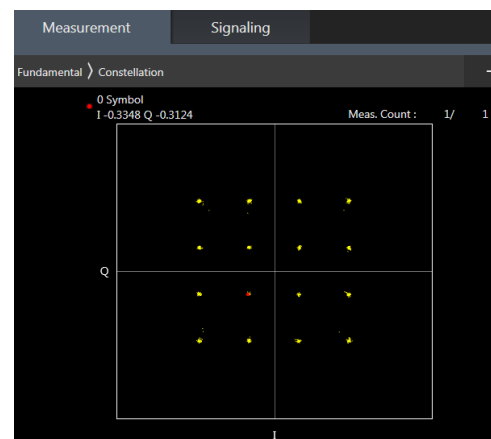 Measurement Signaling
Fundamental 〉 Constellation
0 Symbol
I -0.3348 Q -0.3124 Meas. Count : 1/ 1
Q
I